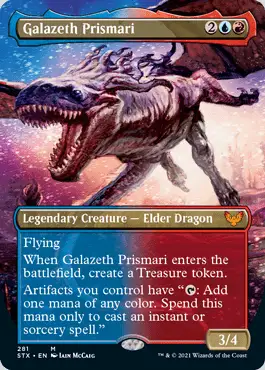 Galazeth Prismari 2
Legendary Creature — Elder Dragon
Flying
When Galazeth Prismari enters the
battlefield, create a Treasure token.
Artifacts you control have “: Add
one mana of any color. Spend this
mana only to cast an instant or
sorcery spell.”
3/4
281 M
STX • EN Iain McCaig
™ & © 2021 Wizards of the Coast